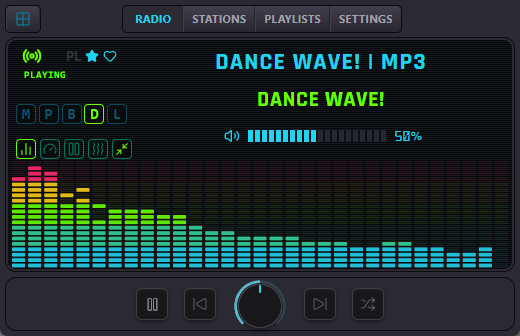 RADIO STATIONS PLAYLISTS SETTINGS
PL
PLAYING
DANCE WAVE! | MP3
DANCE WAVE!
M P B D L
50%